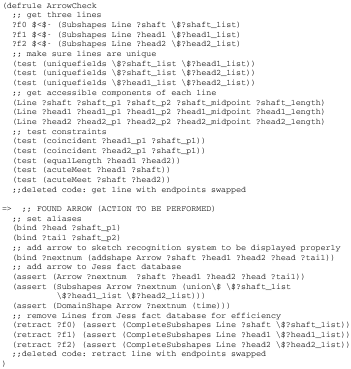 (defrule ArrowCheck
;; get three lines
?f0 $<$- (Subshapes Line ?shaft \$?shaft_list)
?f1 $<$- (Subshapes Line ?head1 \$?head1_list)
?f2 $<$- (Subshapes Line ?head2 \$?head2_list)
;; make sure lines are unique
(test (uniquefields \$?shaft_list \$?head1_list))
(test (uniquefields \$?shaft_list \$?head2_list))
(test (uniquefields \$?head1_list \$?head2_list))
;; get accessible components of each line
(Line ?shaft ?shaft_p1 ?shaft_p2 ?shaft_midpoint ?shaft_length)
(Line ?head1 ?head1_p1 ?head1_p2 ?head1_midpoint ?head1_length)
(Line ?head2 ?head2_p1 ?head2_p2 ?head2_midpoint ?head2_length)
;; test constraints
(test (coincident ?head1_p1 ?shaft_p1))
(test (coincident ?head2_p1 ?shaft_p1))
(test (equalLength ?head1 ?head2))
(test (acuteMeet ?head1 ?shaft))
(test (acuteMeet ?shaft ?head2))
;;deleted code: get line with endpoints swapped
=> ;; FOUND ARROW (ACTION TO BE PERFORMED)
;; set aliases
(bind ?head ?shaft_p1)
(bind ?tail ?shaft_p2)
;; add arrow to sketch recognition system to be displayed properly
(bind ?nextnum (addshape Arrow ?shaft ?head1 ?head2 ?head ?tail))
;; add arrow to Jess fact database
(assert (Arrow ?nextnum ?shaft ?head1 ?head2 ?head ?tail))
(assert (Subshapes Arrow ?nextnum (union\$ \$?shaft_list
\$?head1_list \$?head2_list)))
(assert (DomainShape Arrow ?nextnum (time)))
;; remove Lines from Jess fact database for efficiency
(retract ?f0) (assert (CompleteSubshapes Line ?shaft \$?shaft_list))
(retract ?f1) (assert (CompleteSubshapes Line ?head1 \$?head1_list))
(retract ?f2) (assert (CompleteSubshapes Line ?head2 \$?head2_list))
;;deleted code: retract line with endpoints swapped
)